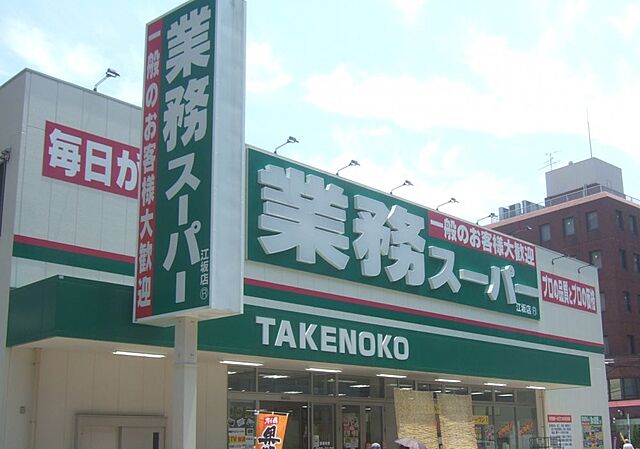 一般のお客様大歓迎
業務スーパー
江坂店 R
毎日が
業務スーパー
一般のお客様大歓迎
江坂店 R
プロの品質とプロの価格
TAKENOKO